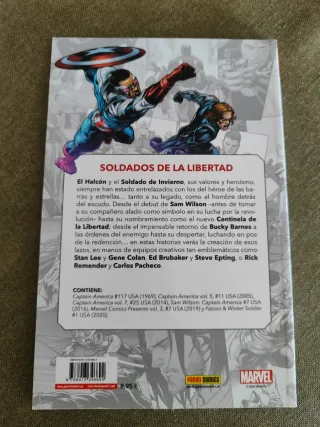 SOLDADOS DE LA LIBERTAD
El Halcón y el Soldado de Invierno, sus valores y heroísmo,
siempre han estado entrelazados con los del héroe de las ba-
rras y estrellas... tanto a su legado, como al hombre detrás
del escudo. Desde el debut de Sam Wilson -antes de tomar
a su compañero alado como símbolo en su lucha por la revo-
lución- hasta su nombramiento como el nuevo Centinela de
la Libertad; desde el impensable retorno de Bucky Barnes a
las órdenes del enemigo hasta su despertar, luchando en pos
de la redención... en estas historias verás la creación de esos
lazos, de manos de equipos creativos tan emblemáticos como
Stan Lee y Gene Colan, Ed Brubaker y Steve Epting, o Rick
Remender y Carlos Pacheco.
CONTIENE:
Captain America #117 USA (1969), Captain America vol. 5, #11 USA (2005),
Captain America vol. 7, #25 USA (2014), Sam Wilson: Captain America #7 USA
(2016), Marvel Comics Presents vol. 3, #7 USA (2019) y Falcon & Winter Soldier
#1 USA (2020)
PANINI COMICS
MARVEL